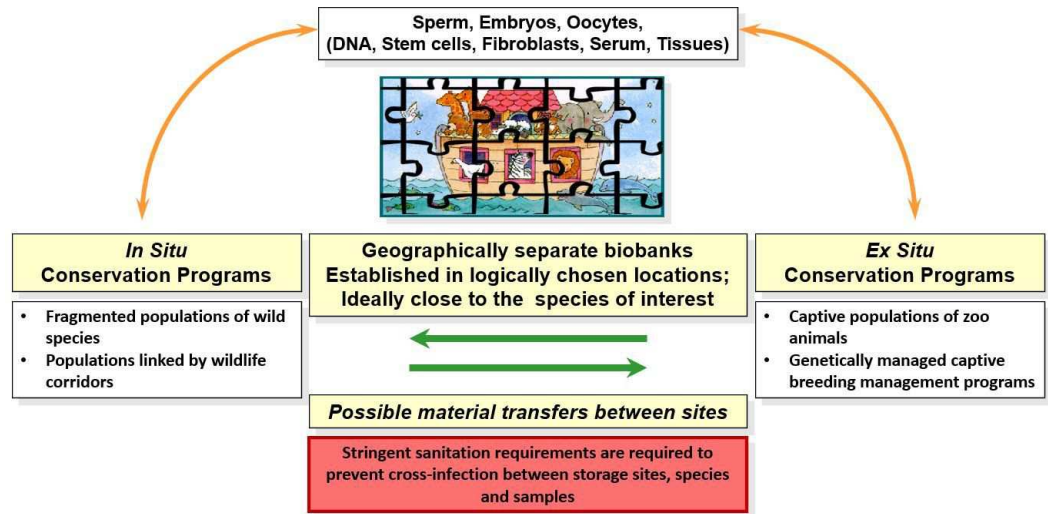 Sperm, Embryos, Oocytes,
(DNA, Stem cells, Fibroblasts, Serum, Tissues)
In Situ
Conservation Programs
• Fragmented populations of wild
species
• Populations linked by wildlife
corridors
Geographically separate biobanks
Established in logically chosen locations;
Ideally close to the species of interest
Possible material transfers between sites
Stringent sanitation requirements are required to
prevent cross-infection between storage sites, species
and samples
Ex Situ
Conservation Programs
• Captive populations of zoo
animals
• Genetically managed captive
breeding management programs